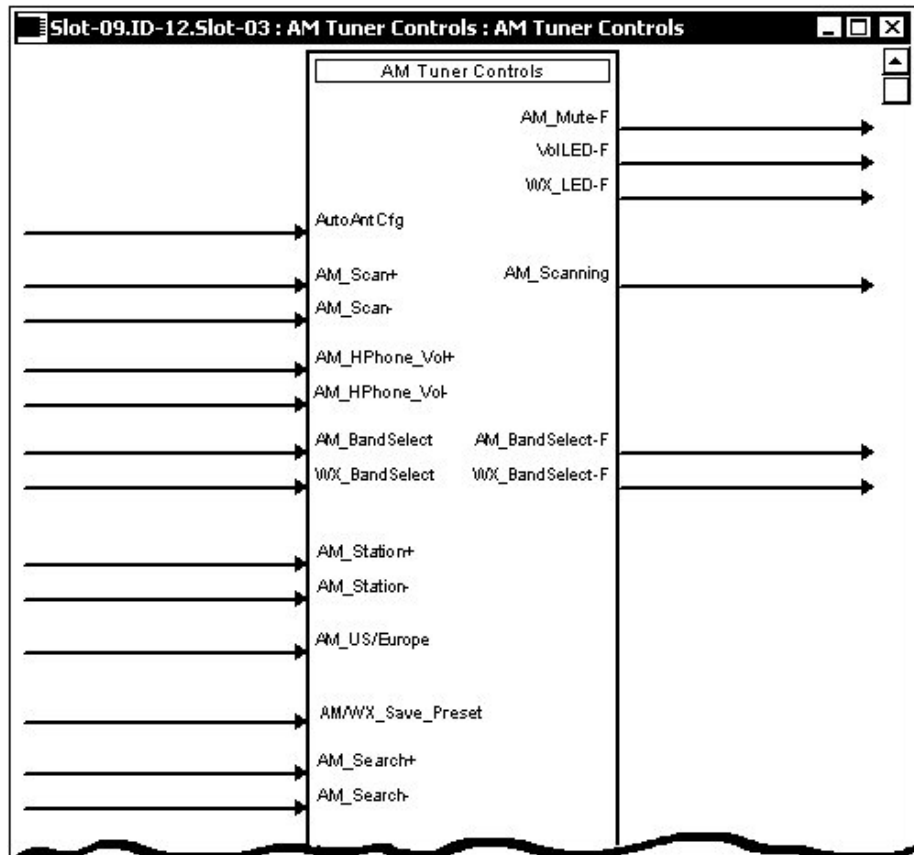 Slot-09.ID-12.Slot-03 : AM Tuner Controls : AM Tuner Controls
AM Tuner Controls
AM_Mute-F
VolLED-F
WX_LED-F
AutoAntCfg
AM_Scan+ AM_Scanning
AM_Scan-
AM_HPhone_Vol+
AM_HPhone_Vol-
AM_BandSelect AM_BandSelect-F
WX_BandSelect WX_BandSelect-F
AM_Station+
AM_Station-
AM_US/Europe
AM/WX_Save_Preset
AM_Search+
AM_Search-